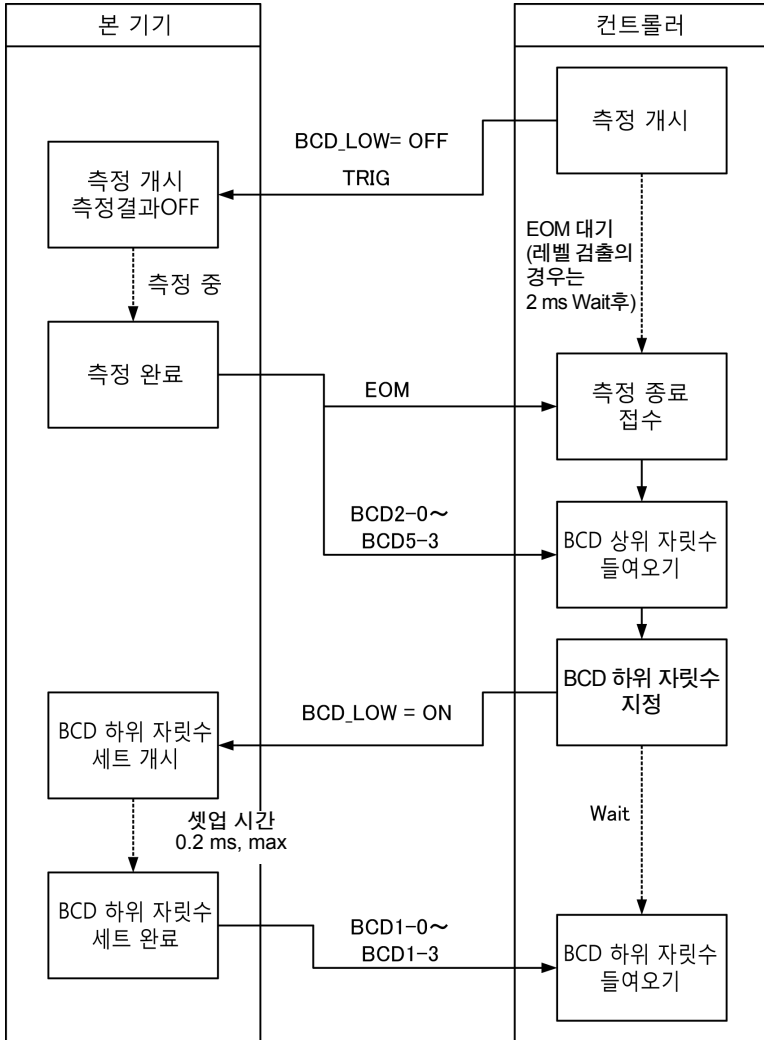 본 기기
컨트롤러
측정 개시
BCD_LOW= OFF
TRIG
측정 개시
측정결과OFF
EOM 대기
(레벨 검출의
경우는
2 ms Wait후)
측정 중
측정 완료
EOM
측정 종료
접수
BCD2-0～
BCD5-3
BCD 상위 자릿수
들여오기
BCD 하위 자릿수
지정
BCD_LOW = ON
BCD 하위 자릿수
세트 개시
셋업 시간
0.2 ms, max
Wait
BCD 하위 자릿수
세트 완료
BCD1-0～
BCD1-3
BCD 하위 자릿수
들여오기